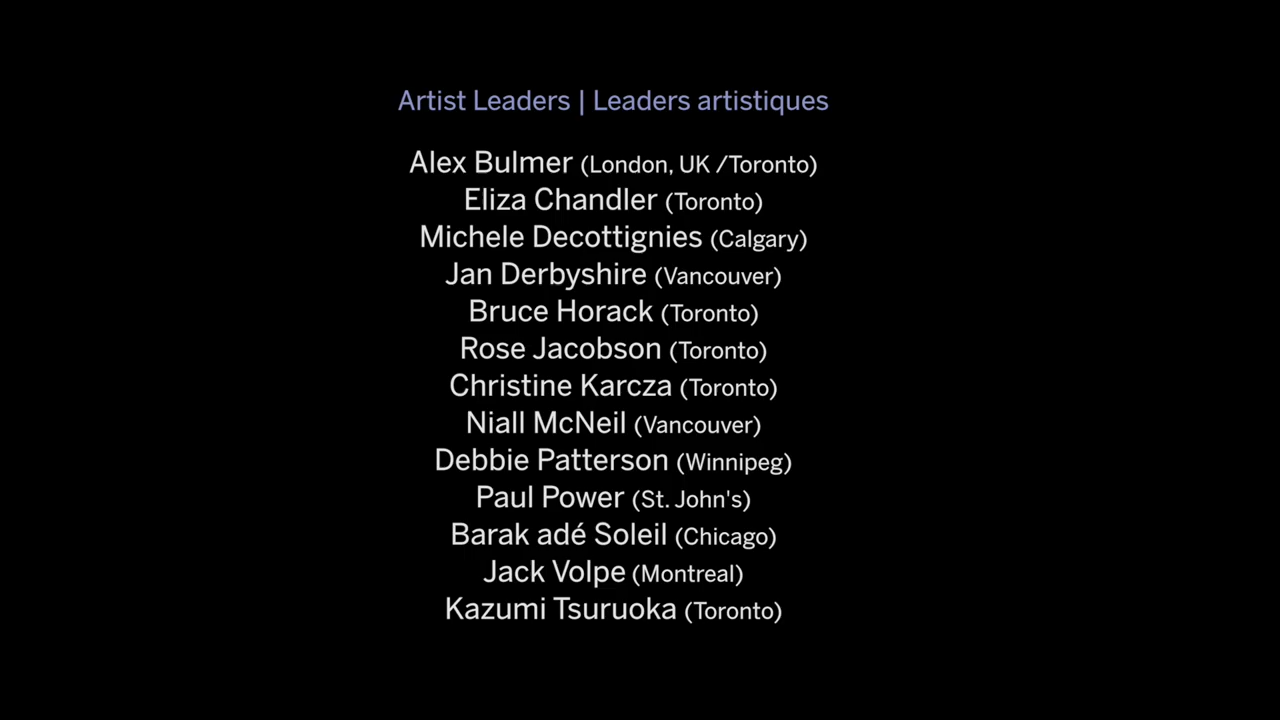 Artist Leaders | Leaders artistiques
Alex Bulmer (London, UK /Toronto)
Eliza Chandler (Toronto)
Michele Decottignies (Calgary)
Jan Derbyshire (Vancouver)
Bruce Horack (Toronto)
Rose Jacobson (Toronto)
Christine Karcza (Toronto)
Niall McNeil (Vancouver)
Debbie Patterson (Winnipeg)
Paul Power (St. John's)
Barak adé Soleil (Chicago)
Jack Volpe (Montreal)
Kazumi Tsuruoka (Toronto)